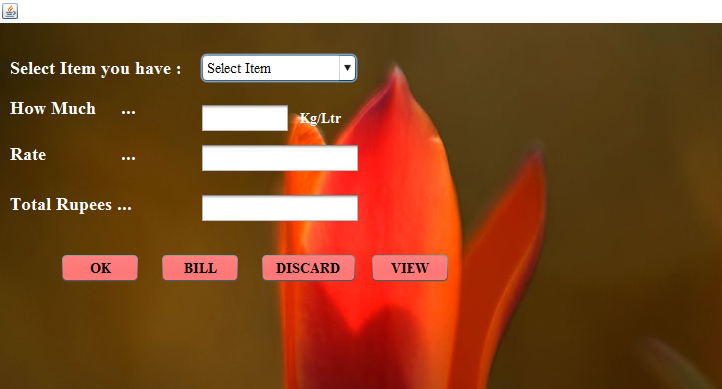 Select Item you have : Select Item
How Much ... Kg/Ltr
Rate ...
Total Rupees ...
OK BILL DISCARD VIEW